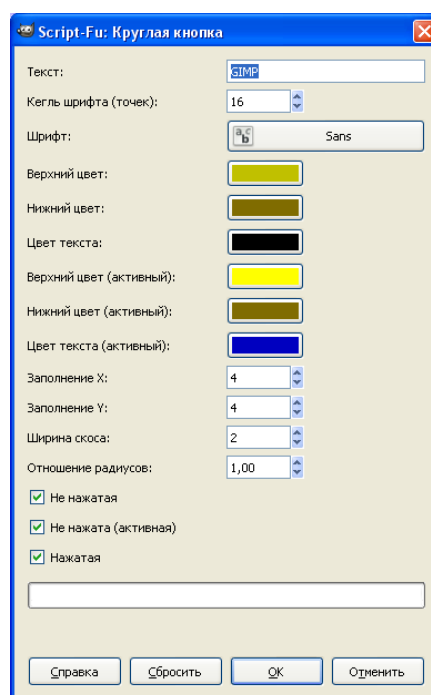 Script-Fu: Круглая кнопка
Текст: GIMP
Кегль шрифта (точек): 16
Шрифт: Sans
Верхний цвет:
Нижний цвет:
Цвет текста:
Верхний цвет (активный):
Нижний цвет (активный):
Цвет текста (активный):
Заполнение X: 4
Заполнение Y: 4
Ширина скоса: 2
Отношение радиусов: 1,00
Не нажатая
Не нажата (активная)
Нажатая
Справка Сбросить OK Отменить